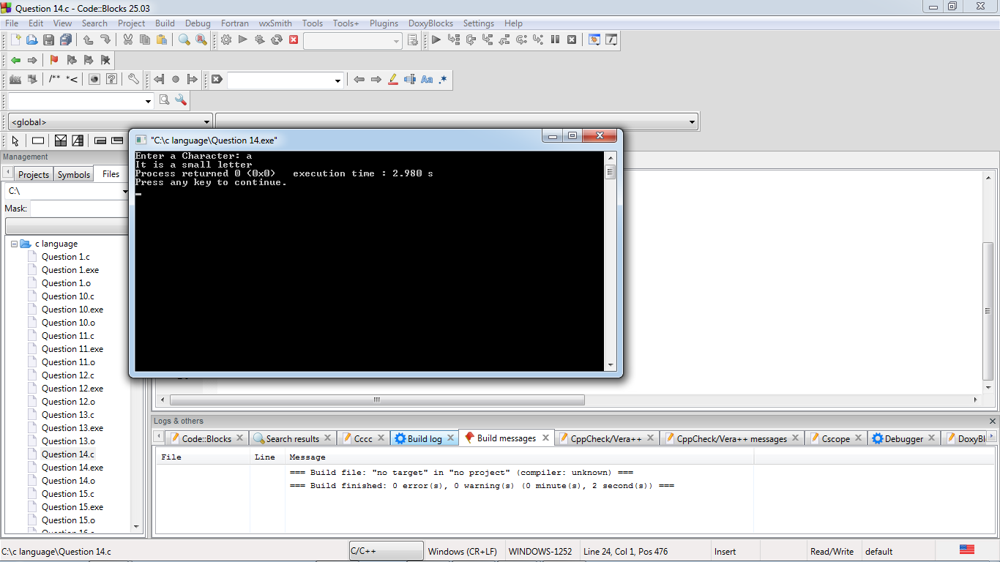 Question 14.c - Code::Blocks 25.03
File Edit View Search Project Build Debug Fortran wxSmith Tools Tools+ Plugins DoxyBlocks Settings Help
/** *<
Aa .*
<global>
"C:\c language\Question 14.exe"
Enter a Character: a
It is a small letter
Process returned 0 (0x0)   execution time : 2.980 s
Press any key to continue.
Management
Projects Symbols Files
C:\
Mask:
c language
Question 1.c
Question 1.exe
Question 1.o
Question 10.c
Question 10.exe
Question 10.o
Question 11.c
Question 11.exe
Question 11.o
Question 12.c
Question 12.exe
Question 12.o
Question 13.c
Question 13.exe
Question 13.o
Question 14.c
Question 14.exe
Question 14.o
Question 15.c
Question 15.exe
Question 15.o
Logs & others
Code::Blocks Search results Cccc Build log Build messages CppCheck/Vera++ CppCheck/Vera++ messages Cscope Debugger DoxyBl
File Line Message
=== Build file: "no target" in "no project" (compiler: unknown) ===
=== Build finished: 0 error(s), 0 warning(s) (0 minute(s), 2 second(s)) ===
C:\c language\Question 14.c C/C++ Windows (CR+LF) WINDOWS-1252 Line 24, Col 1, Pos 476 Insert Read/Write default